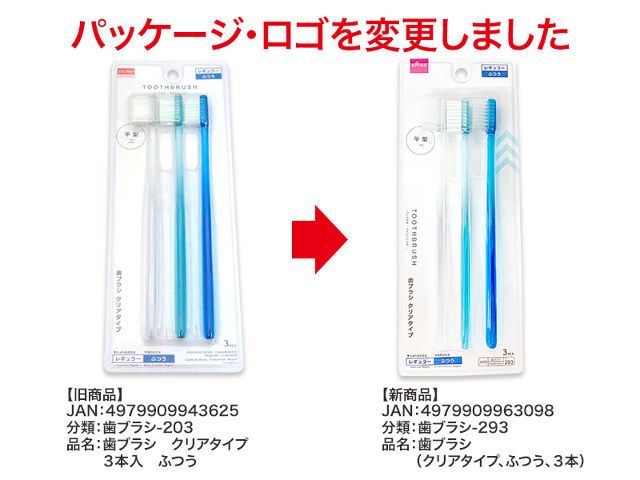 パッケージ・ロゴを変更しました
レギュラー
ふつう
TOOTHBRUSH
平型
歯ブラシ クリアタイプ
3PCS
レギュラー ふつう
DAISO
レギュラー
ふつう
平型
TOOTHBRUSH
歯ブラシ クリアタイプ
3PCS
レギュラー ふつう
293
【旧商品】
JAN:4979909943625
分類:歯ブラシ-203
品名:歯ブラシ クリアタイプ
3本入 ふつう
【新商品】
JAN:4979909963098
分類:歯ブラシ-293
品名:歯ブラシ
(クリアタイプ、ふつう、3本)